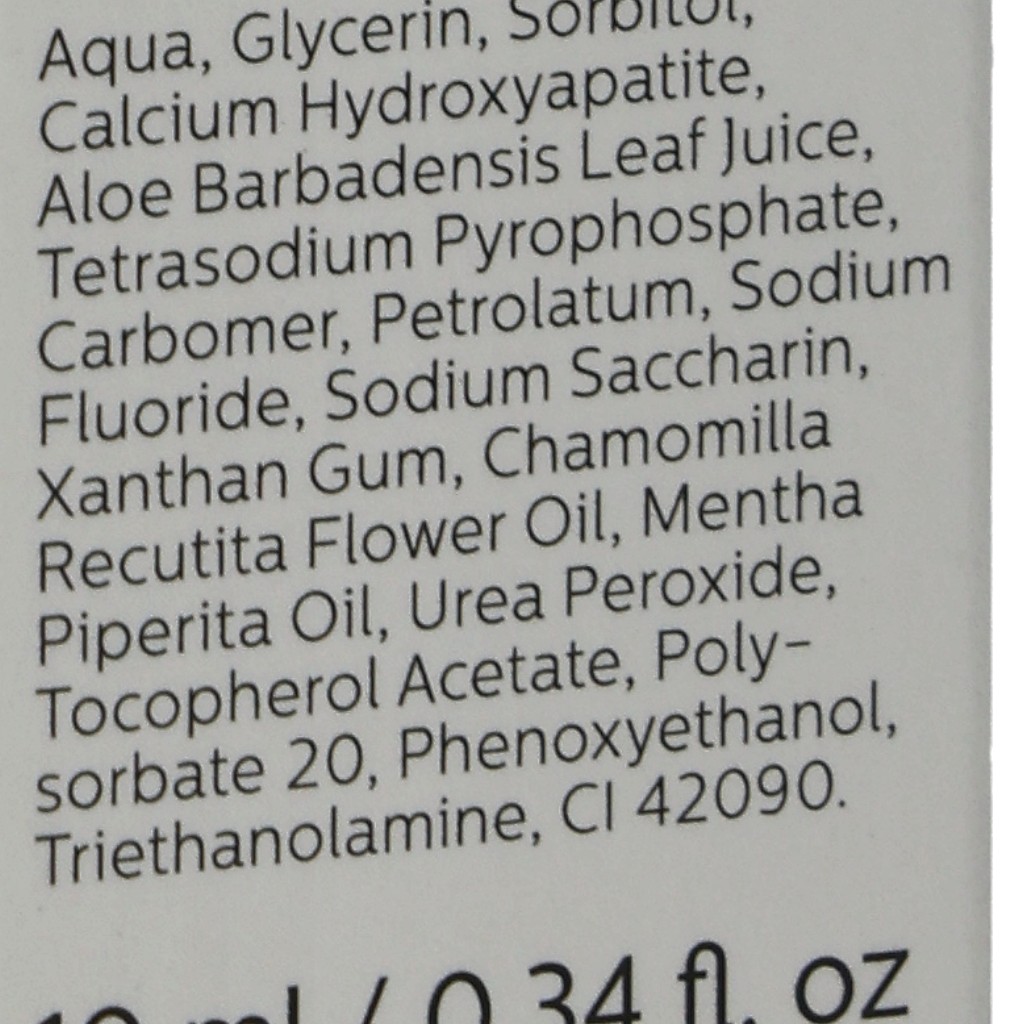 Aqua, Glycerin, Sorbitol,
Calcium Hydroxyapatite,
Aloe Barbadensis Leaf Juice,
Tetrasodium Pyrophosphate,
Carbomer, Petrolatum, Sodium
Fluoride, Sodium Saccharin,
Xanthan Gum, Chamomilla
Recutita Flower Oil, Mentha
Piperita Oil, Urea Peroxide,
Tocopherol Acetate, Poly-
sorbate 20, Phenoxyethanol,
Triethanolamine, CI 42090.
10 ml / 0.34 fl. oz